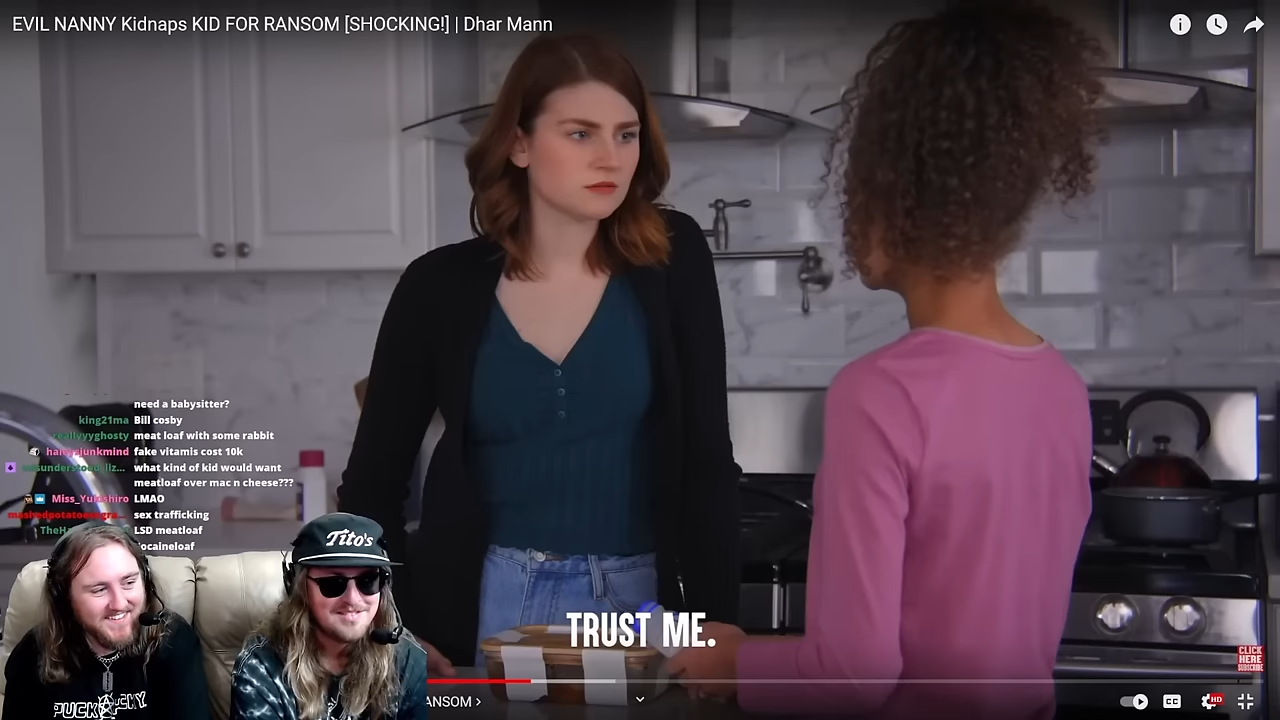 EVIL NANNY Kidnaps KID FOR RANSOM [SHOCKING!] | Dhar Mann
need a babysitter?
king21ma Bill cosby
meat loaf with some rabbit
fake vitamis cost 10k
what kind of kid would want
meatloaf over mac n cheese???
LMAO
sex trafficking
LSD meatloaf
Tito's
TRUST ME.
CLICK
HERE
SUBSCRIBE
ANSOM ›
CC
HD